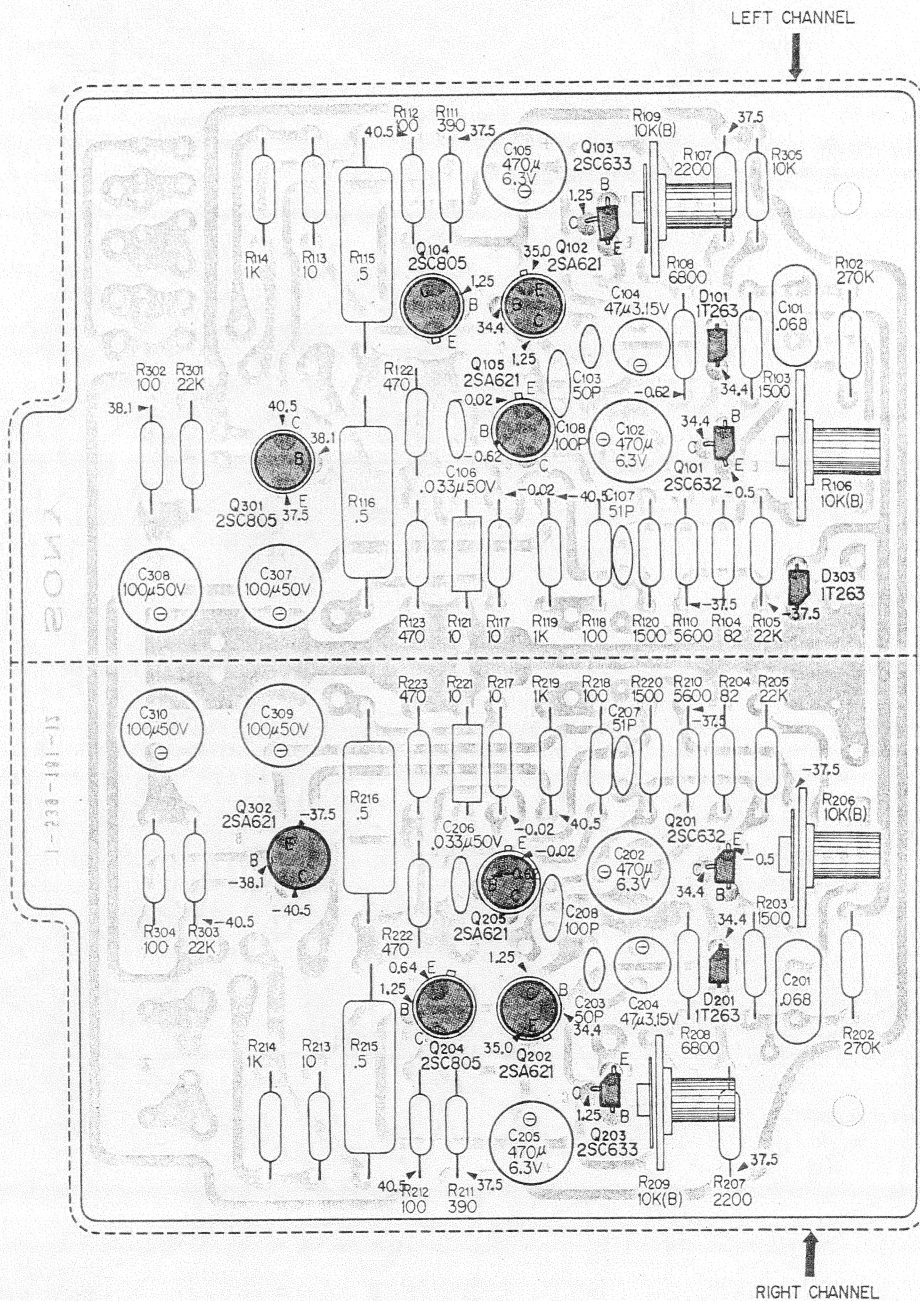 LEFT CHANNEL
R112
100
40.5
R111
390
37.5
C105
470µ
6.3V
Q103
2SC633
R109
10K(B)
37.5
R107
2200
R305
10K
1.25
B
C
E
R114
1K
R113
10
R115
.5
Q104
2SC805
1.25
B
E
35.0
Q102
2SA621
E
B
C
34.4
1.25
R108
6800
R102
270K
C104
47µ3.15V
D101
1T263
C101
.068
R302
100
R301
22K
R122
470
Q105
2SA621
E
-0.02
C103
50P
-0.62
34.4
R103
1500
38.1
40.5
C
38.1
B
E
37.5
Q301
2SC805
B
-0.62
C
C108
100P
C102
470µ
6.3V
34.4
B
C
E
Q101
2SC632
-0.5
R106
10K(B)
R116
.5
C106
.033µ50V
-0.02
40.5
C107
51P
C308
100µ50V
C307
100µ50V
D303
1T263
-37.5
-37.5
R123
470
R121
10
R117
10
R119
1K
R118
100
R120
1500
R110
5600
R104
82
R105
22K
SONY
R223
470
R221
10
R217
10
R219
1K
R218
100
R220
1500
R210
5600
R204
82
R205
22K
C310
100µ50V
C309
100µ50V
C207
51P
-37.5
-37.5
1-539-181-12
R216
.5
R206
10K(B)
Q302
2SA621
-37.5
E
B
C
-38.1
-40.5
C206
.033µ50V
-0.02
40.5
E
-0.02
B
C
Q205
2SA621
C202
470µ
6.3V
Q201
2SC632
E
-0.5
C
B
34.4
R203
1500
R304
100
R303
22K
-40.5
R222
470
C208
100P
34.4
0.64
E
1.25
B
C
1.25
B
E
34.4
35.0
C203
50P
C204
47µ3.15V
D201
1T263
C201
.068
R214
1K
R213
10
R215
.5
Q204
2SC805
Q202
2SA621
R208
6800
R202
270K
E
C
B
1.25
Q203
2SC633
C205
470µ
6.3V
40.5
R212
100
R211
390
37.5
R209
10K(B)
R207
2200
37.5
RIGHT CHANNEL